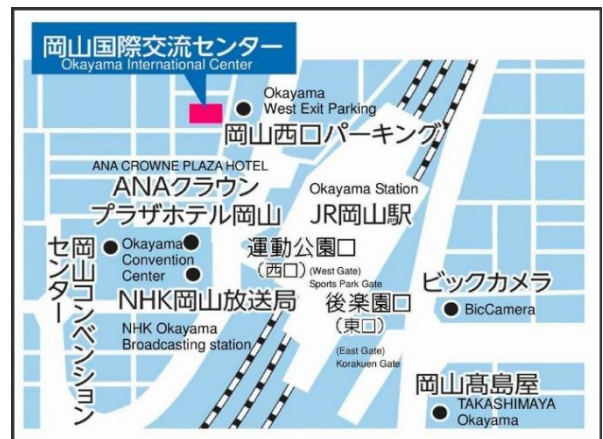 岡山国際交流センター
Okayama International Center
Okayama
West Exit Parking
岡山西口パーキング
ANA CROWNE PLAZA HOTEL
ANAクラウン
プラザホテル岡山
Okayama Station
JR岡山駅
岡山コンベンション
センター
Okayama
Convention
Center
運動公園口
(西口)
(West Gate)
Sports Park Gate
NHK岡山放送局
NHK Okayama
Broadcasting station
後楽園口
(東口)
(East Gate)
Korakuen Gate
ビックカメラ
BicCamera
岡山髙島屋
TAKASHIMAYA
Okayama